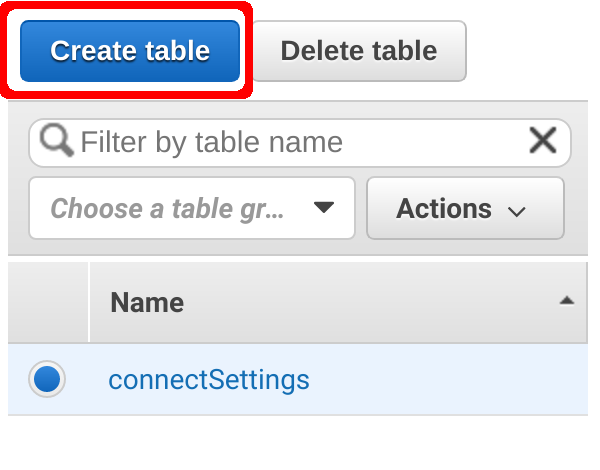 Create table Delete table
Filter by table name
Choose a table gr... Actions
Name
connectSettings